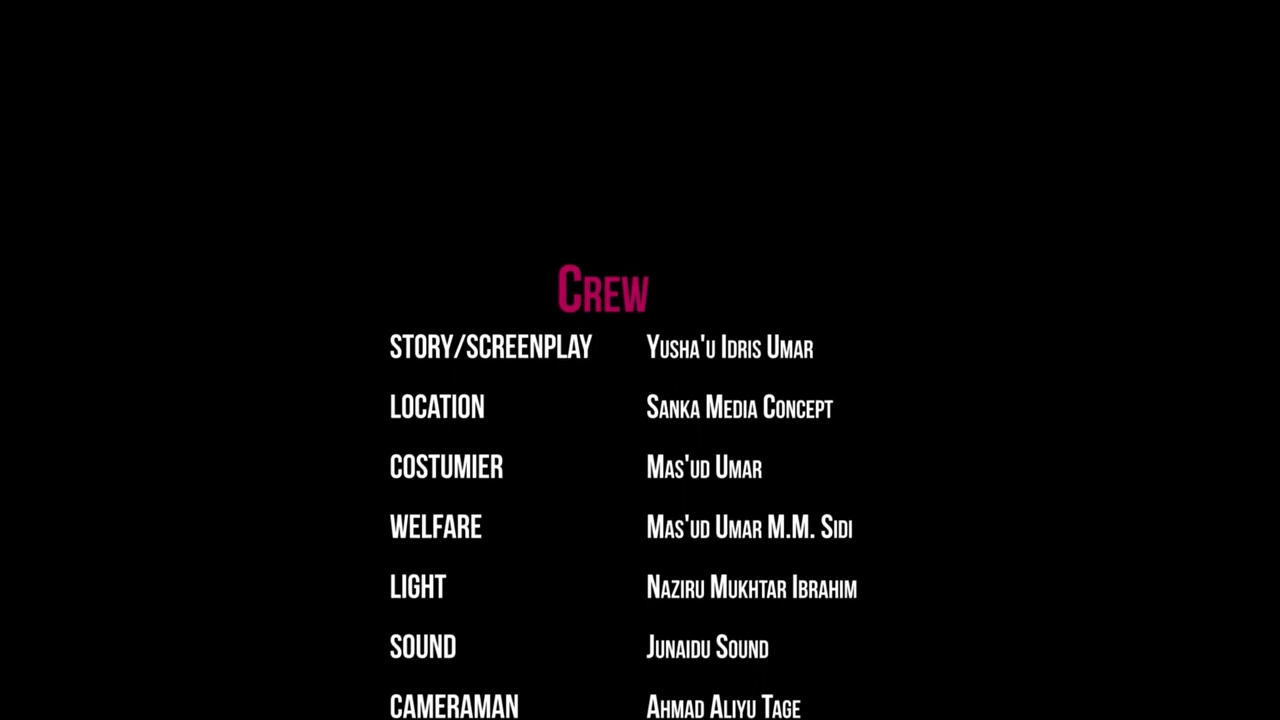 Crew
STORY/SCREENPLAY Yusha'u Idris Umar
LOCATION Sanka Media Concept
COSTUMIER Mas'ud Umar
WELFARE Mas'ud Umar M.M. Sidi
LIGHT Naziru Mukhtar Ibrahim
SOUND Junaidu Sound
CAMERAMAN Ahmad Aliyu Tage